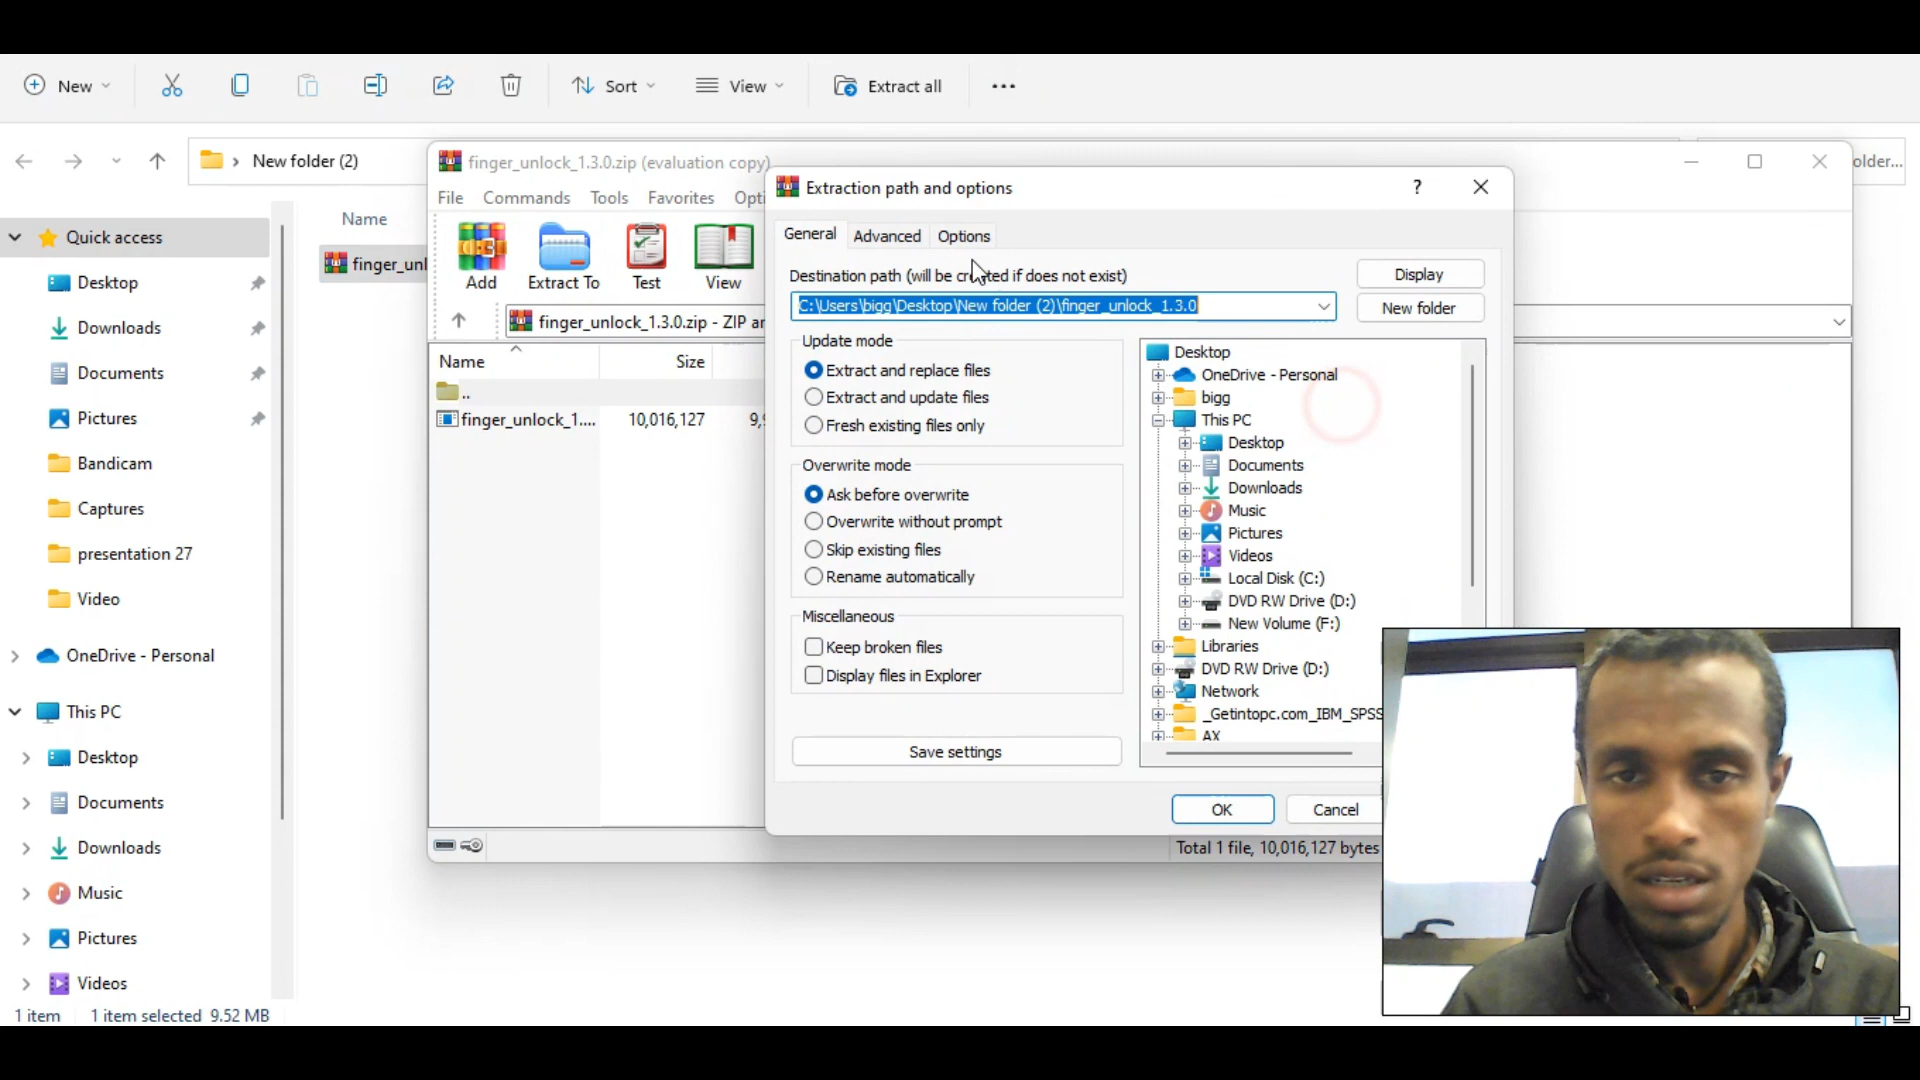 New
Sort
View
Extract all
New folder (2)
older...
Name
finger_unl
Quick access
Desktop
Documents
Downloads
Documents
Pictures
Bandicam
Captures
presentation 27
Video
OneDrive - Personal
This PC
Desktop
Documents
Downloads
Music
Pictures
Videos
1 item
1 item selected 9.52 MB
finger_unlock_1.3.0.zip (evaluation copy)
File
Commands
Tools
Favorites
Opti
Add
Extract To
Test
View
finger_unlock_1.3.0.zip - ZIP ar
Name
Size
..
finger_unlock_1....
10,016,127
Total 1 file, 10,016,127 bytes
Extraction path and options
?
General
Advanced
Options
Destination path (will be created if does not exist)
C:\Users\bigg\Desktop\New folder (2)\finger_unlock_1.3.0
Display
New folder
Update mode
Extract and replace files
Extract and update files
Fresh existing files only
Overwrite mode
Ask before overwrite
Overwrite without prompt
Skip existing files
Rename automatically
Miscellaneous
Keep broken files
Display files in Explorer
Save settings
Desktop
OneDrive - Personal
bigg
This PC
Desktop
Documents
Downloads
Music
Pictures
Videos
Local Disk (C:)
DVD RW Drive (D:)
New Volume (F:)
Libraries
DVD RW Drive (D:)
Network
_Getintopc.com_IBM_SPSS
AX
OK
Cancel